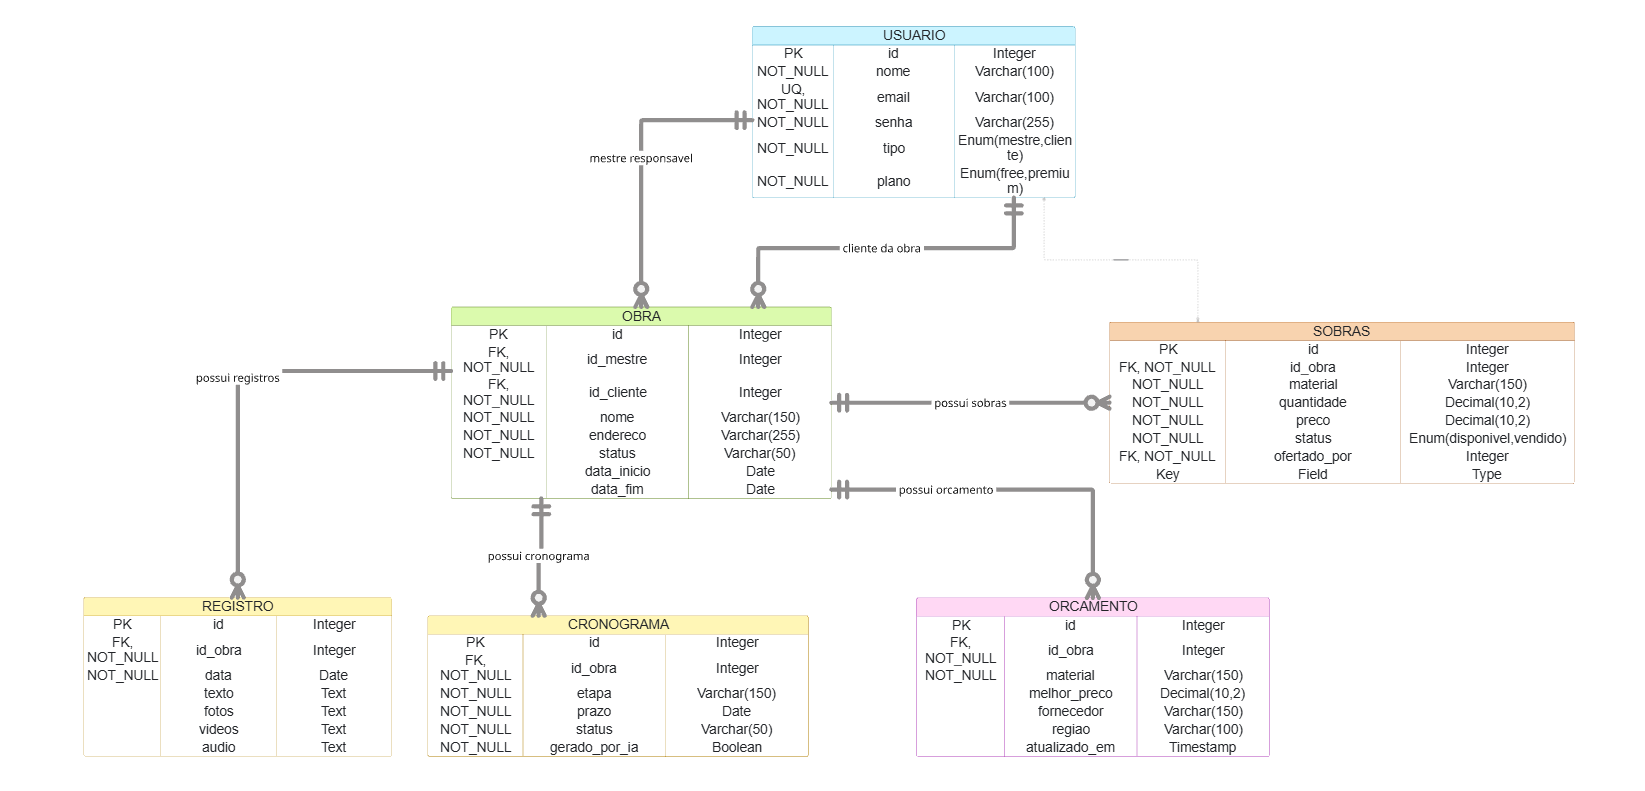 USUARIO
PK id Integer
NOT_NULL nome Varchar(100)
UQ,
NOT_NULL email Varchar(100)
NOT_NULL senha Varchar(255)
NOT_NULL tipo Enum(mestre,clien
te)
NOT_NULL plano Enum(free,premiu
m)
mestre responsavel
cliente da obra
OBRA
PK id Integer
FK,
NOT_NULL id_mestre Integer
FK,
NOT_NULL id_cliente Integer
NOT_NULL nome Varchar(150)
NOT_NULL endereco Varchar(255)
NOT_NULL status Varchar(50)
data_inicio Date
data_fim Date
SOBRAS
PK id Integer
FK, NOT_NULL id_obra Integer
NOT_NULL material Varchar(150)
NOT_NULL quantidade Decimal(10,2)
NOT_NULL preco Decimal(10,2)
NOT_NULL status Enum(disponivel,vendido)
FK, NOT_NULL ofertado_por Integer
Key Field Type
possui registros
possui sobras
possui orcamento
possui cronograma
REGISTRO
PK id Integer
FK,
NOT_NULL id_obra Integer
NOT_NULL data Date
texto Text
fotos Text
videos Text
audio Text
CRONOGRAMA
PK id Integer
FK,
NOT_NULL id_obra Integer
NOT_NULL etapa Varchar(150)
NOT_NULL prazo Date
NOT_NULL status Varchar(50)
NOT_NULL gerado_por_ia Boolean
ORCAMENTO
PK id Integer
FK,
NOT_NULL id_obra Integer
NOT_NULL material Varchar(150)
melhor_preco Decimal(10,2)
fornecedor Varchar(150)
regiao Varchar(100)
atualizado_em Timestamp